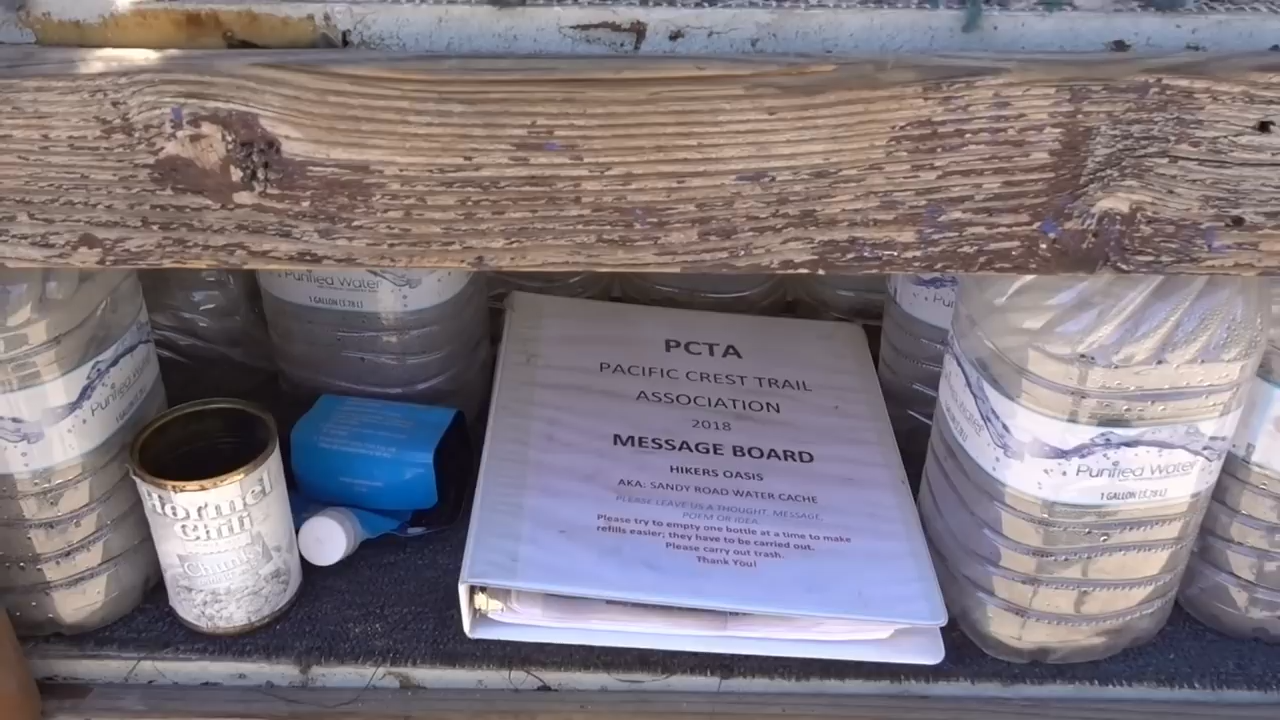 Purified Water
1 GALLON (3.78 L)
Purified Water
PCTA
PACIFIC CREST TRAIL
ASSOCIATION
2018
MESSAGE BOARD
HIKERS OASIS
AKA: SANDY ROAD WATER CACHE
PLEASE LEAVE US A THOUGHT, MESSAGE,
POEM OR IDEA.
Please try to empty one bottle at a time to make
refills easier; they have to be carried out.
Please carry out trash.
Thank You!
Hormel
Chili
Chunky
Purified Water
1 GALLON (3.78 L)